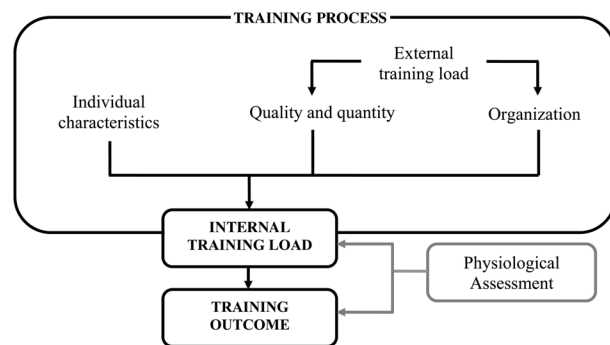 TRAINING PROCESS
External
training load
Individual
characteristics
Quality and quantity
Organization
INTERNAL
TRAINING LOAD
Physiological
Assessment
TRAINING
OUTCOME